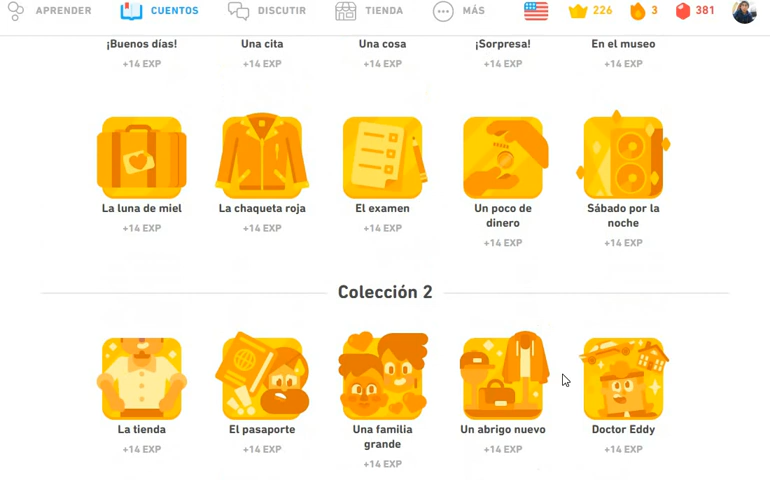 APRENDER CUENTOS DISCUTIR TIENDA MÁS 226 3 381
¡Buenos días! Una cita Una cosa ¡Sorpresa! En el museo
+14 EXP +14 EXP +14 EXP +14 EXP +14 EXP
La luna de miel La chaqueta roja El examen Un poco de dinero Sábado por la noche
+14 EXP +14 EXP +14 EXP +14 EXP +14 EXP
Colección 2
La tienda El pasaporte Una familia grande Un abrigo nuevo Doctor Eddy
+14 EXP +14 EXP +14 EXP +14 EXP +14 EXP